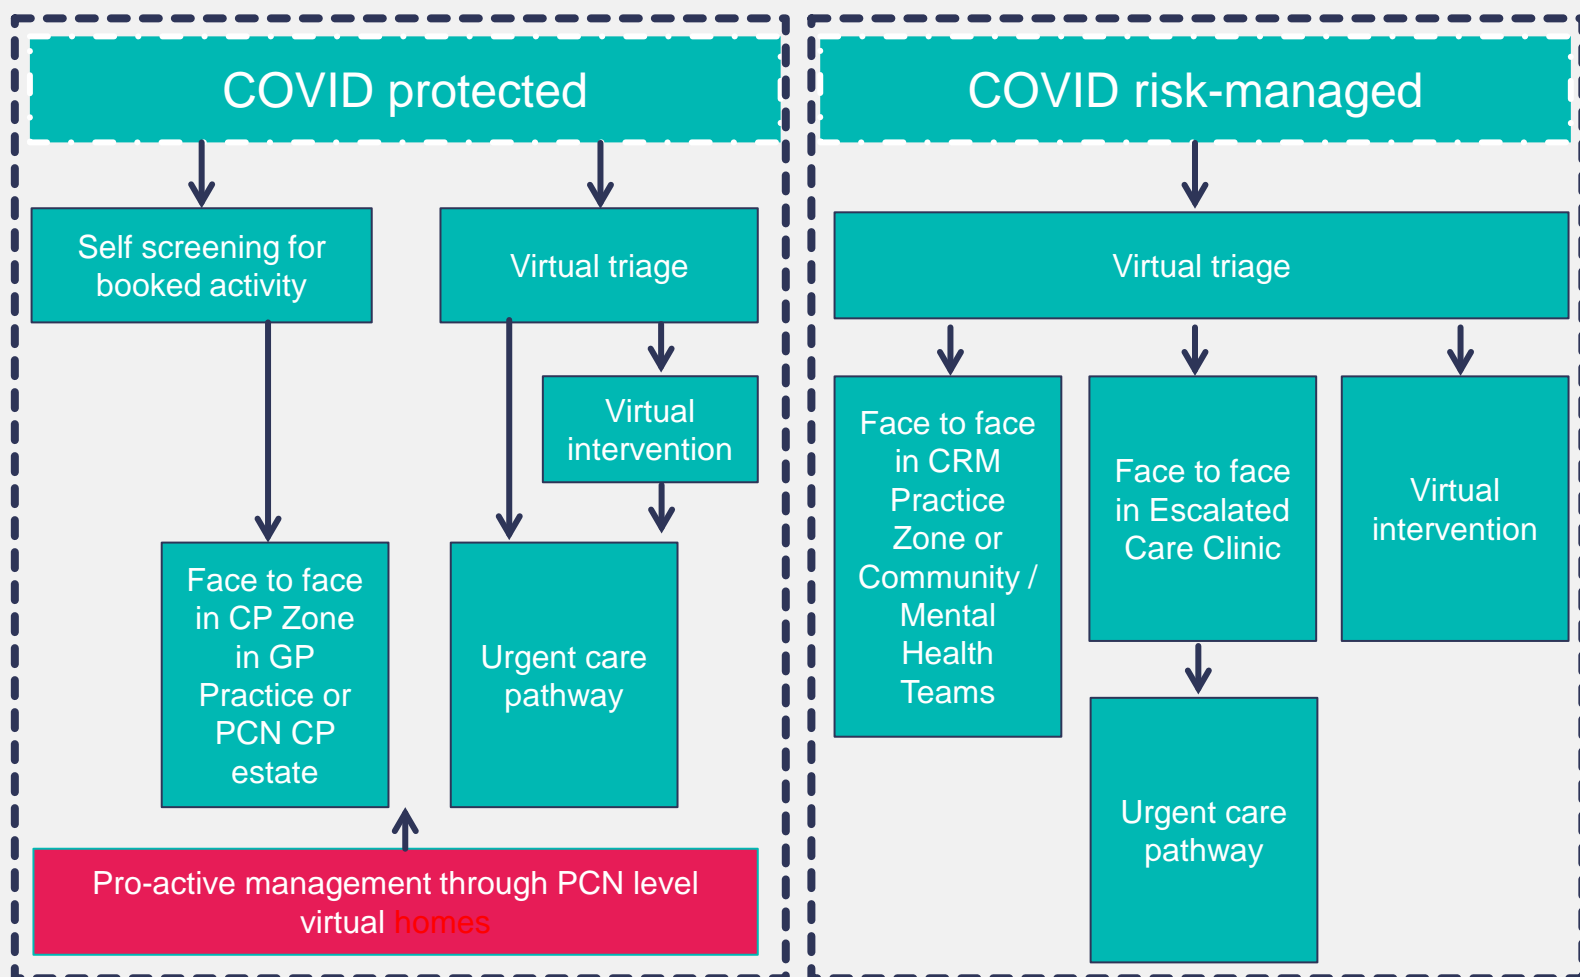 COVID protected
Self screening for
booked activity
Virtual triage
Virtual
intervention
Face to face
in CP Zone
in GP
Practice or
PCN CP
estate
Urgent care
pathway
Pro-active management through PCN level
virtual homes
COVID risk-managed
Virtual triage
Face to face
in CRM
Practice
Zone or
Community /
Mental
Health
Teams
Face to face
in Escalated
Care Clinic
Virtual
intervention
Urgent care
pathway